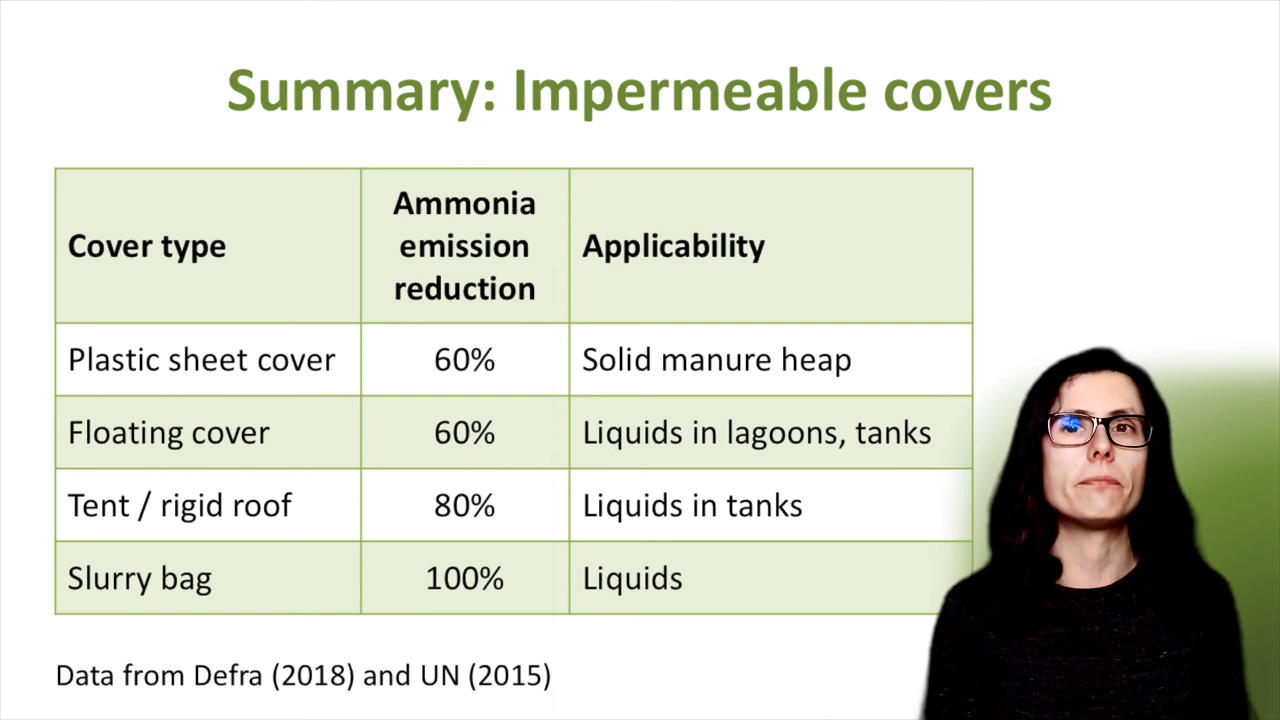 Summary: Impermeable covers
Cover type
Ammonia
emission
reduction
Applicability
Plastic sheet cover
60%
Solid manure heap
Floating cover
60%
Liquids in lagoons, tanks
Tent / rigid roof
80%
Liquids in tanks
Slurry bag
100%
Liquids
Data from Defra (2018) and UN (2015)